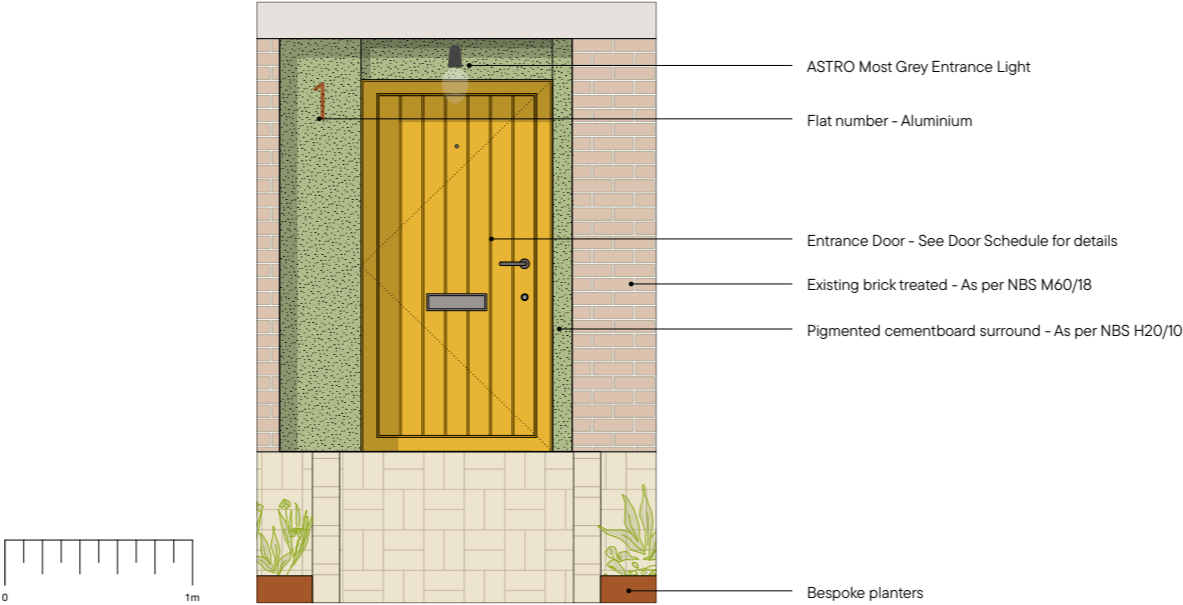 ASTRO Most Grey Entrance Light
1
Flat number - Aluminium
Entrance Door - See Door Schedule for details
Existing brick treated - As per NBS M60/18
Pigmented cementboard surround - As per NBS H20/10
Bespoke planters
0 1m